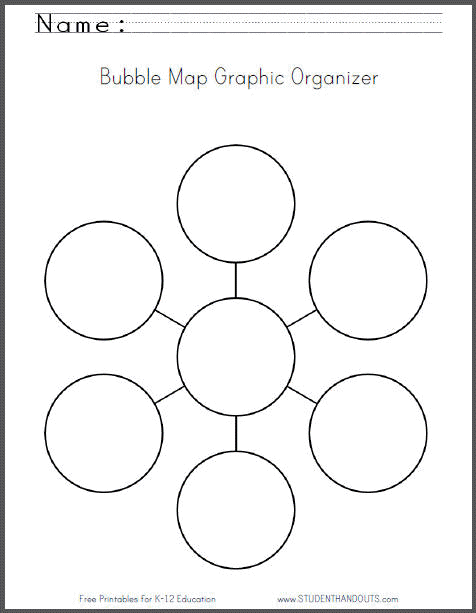 Name:
Bubble Map Graphic Organizer
Free Printables for K-12 Education www.STUDENTHANDOUTS.com